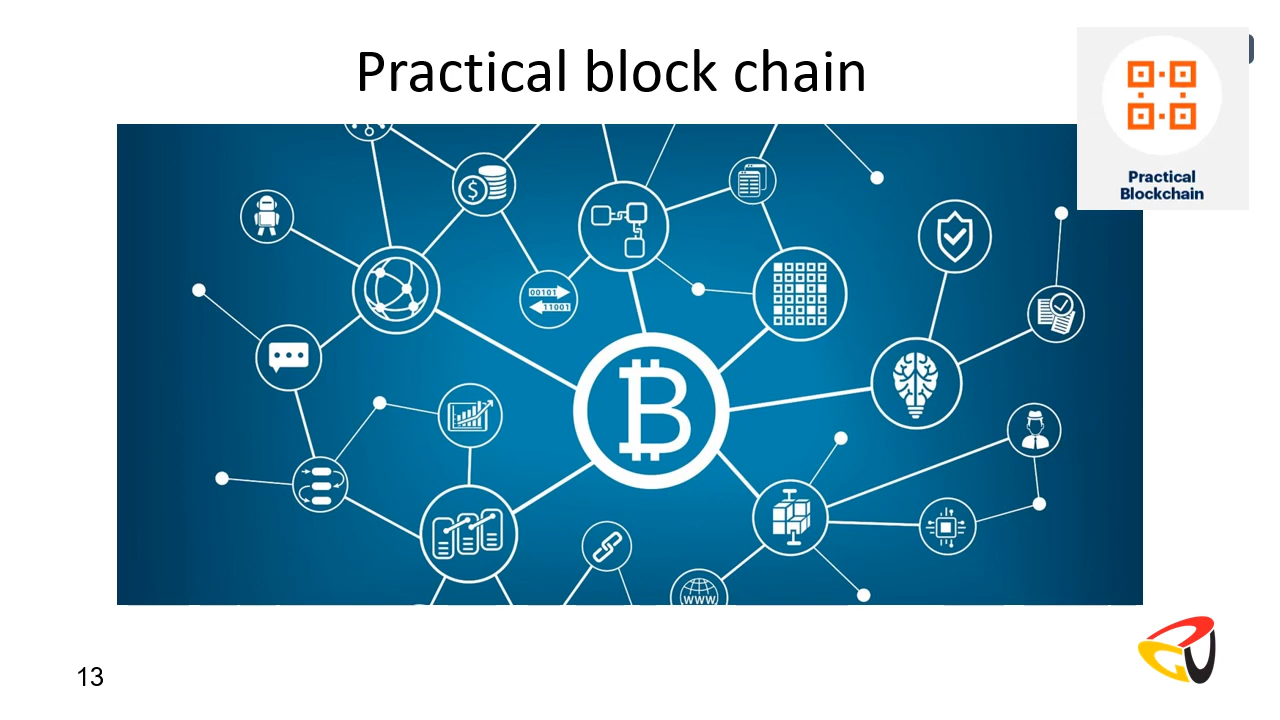 Practical block chain
Practical
Blockchain
$
00101
11001
WWW
13